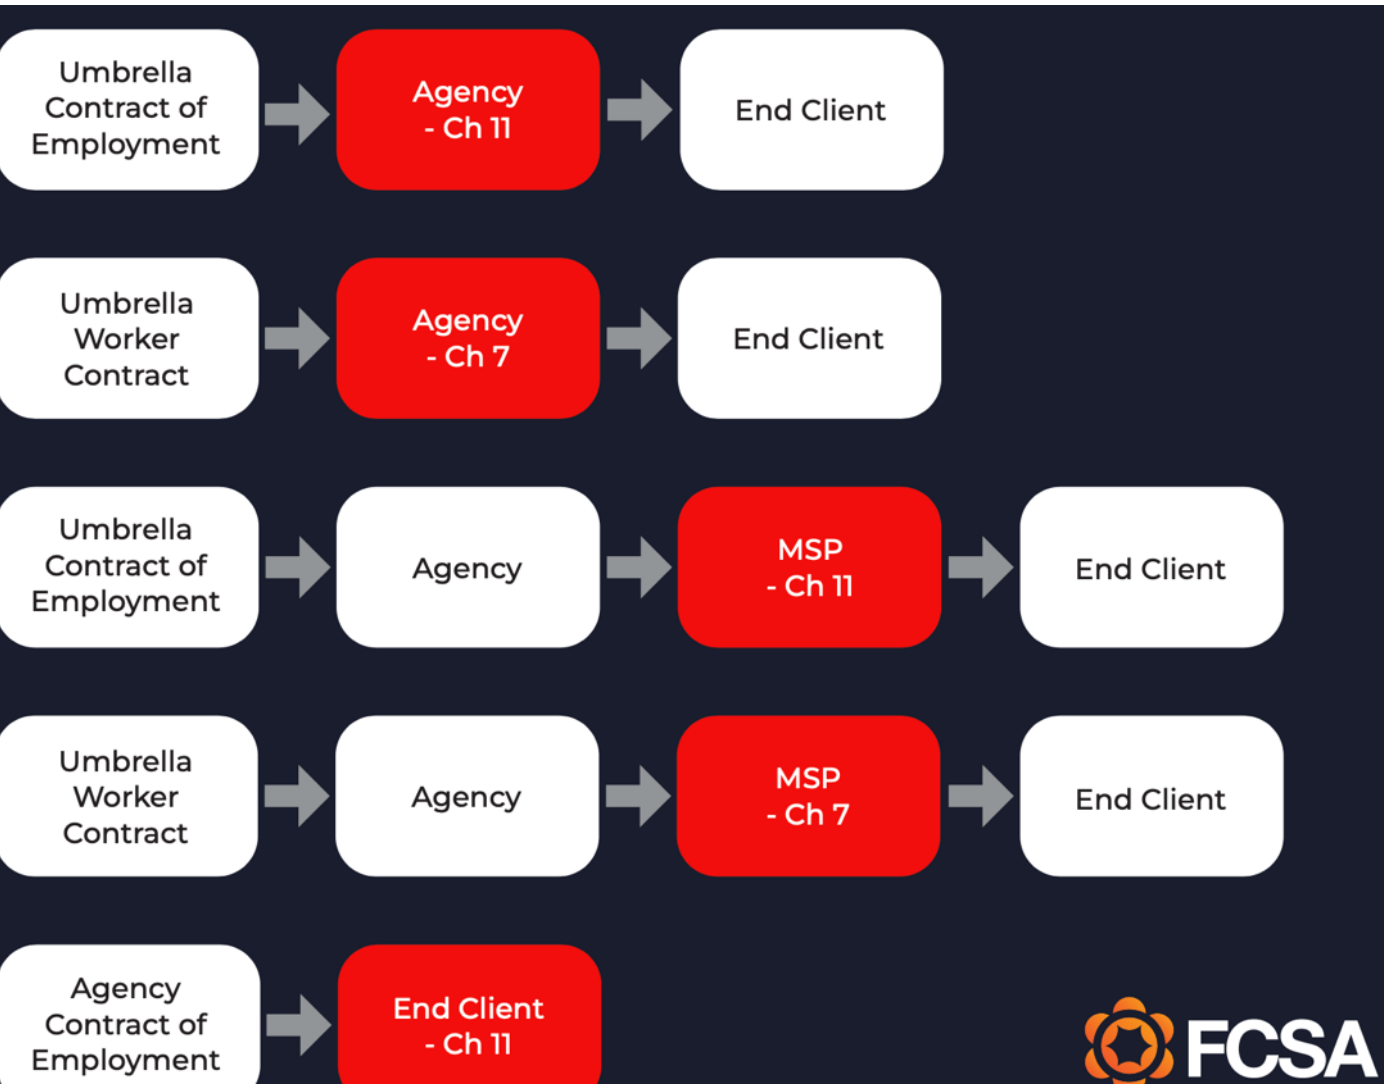 Umbrella
Contract of
Employment
Agency
- Ch 11
End Client
Umbrella
Worker
Contract
Agency
- Ch 7
End Client
Umbrella
Contract of
Employment
Agency
MSP
- Ch 11
End Client
Umbrella
Worker
Contract
Agency
MSP
- Ch 7
End Client
Agency
Contract of
Employment
End Client
- Ch 11
FCSA